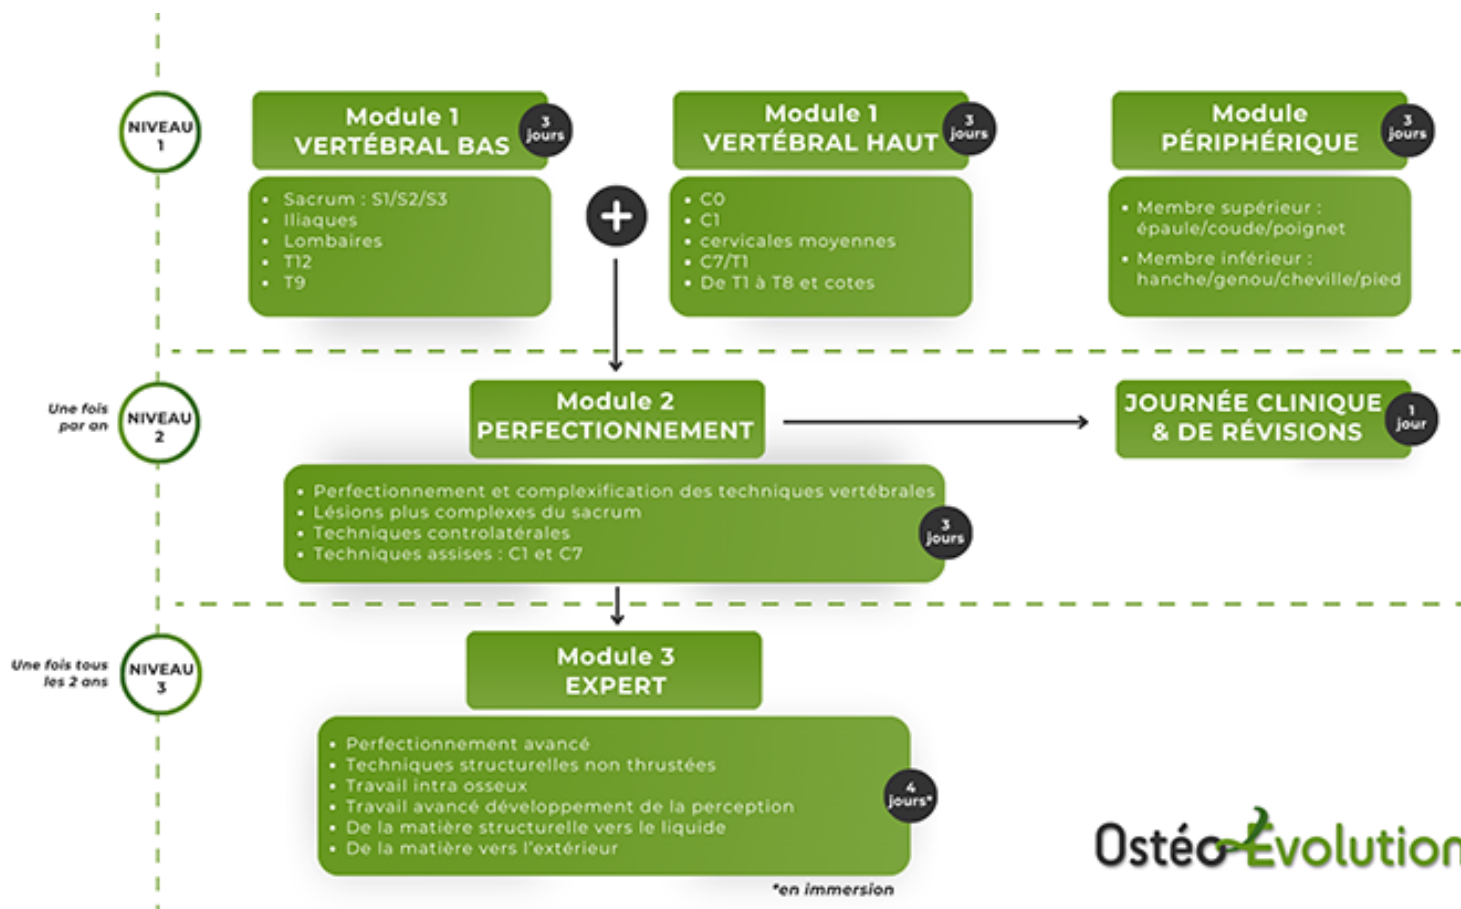 NIVEAU
1
Module 1
VERTÉBRAL BAS
3
jours
• Sacrum : S1/S2/S3
• Iliaques
• Lombaires
• T12
• T9
+
Module 1
VERTÉBRAL HAUT
3
jours
• C0
• C1
• cervicales moyennes
• C7/T1
• De T1 à T8 et cotes
Module
PÉRIPHÉRIQUE
3
jours
• Membre supérieur :
épaule/coude/poignet
• Membre inférieur :
hanche/genou/cheville/pied
Une fois
par an
NIVEAU
2
Module 2
PERFECTIONNEMENT
• Perfectionnement et complexification des techniques vertébrales
• Lésions plus complexes du sacrum
• Techniques controlatérales
• Techniques assises : C1 et C7
3
jours
JOURNÉE CLINIQUE
& DE RÉVISIONS
1
jour
Une fois tous
les 2 ans
NIVEAU
3
Module 3
EXPERT
• Perfectionnement avancé
• Techniques structurelles non thrustées
• Travail intra osseux
• Travail avancé développement de la perception
• De la matière structurelle vers le liquide
• De la matière vers l'extérieur
4
jours*
*en immersion
Ostéo Évolution